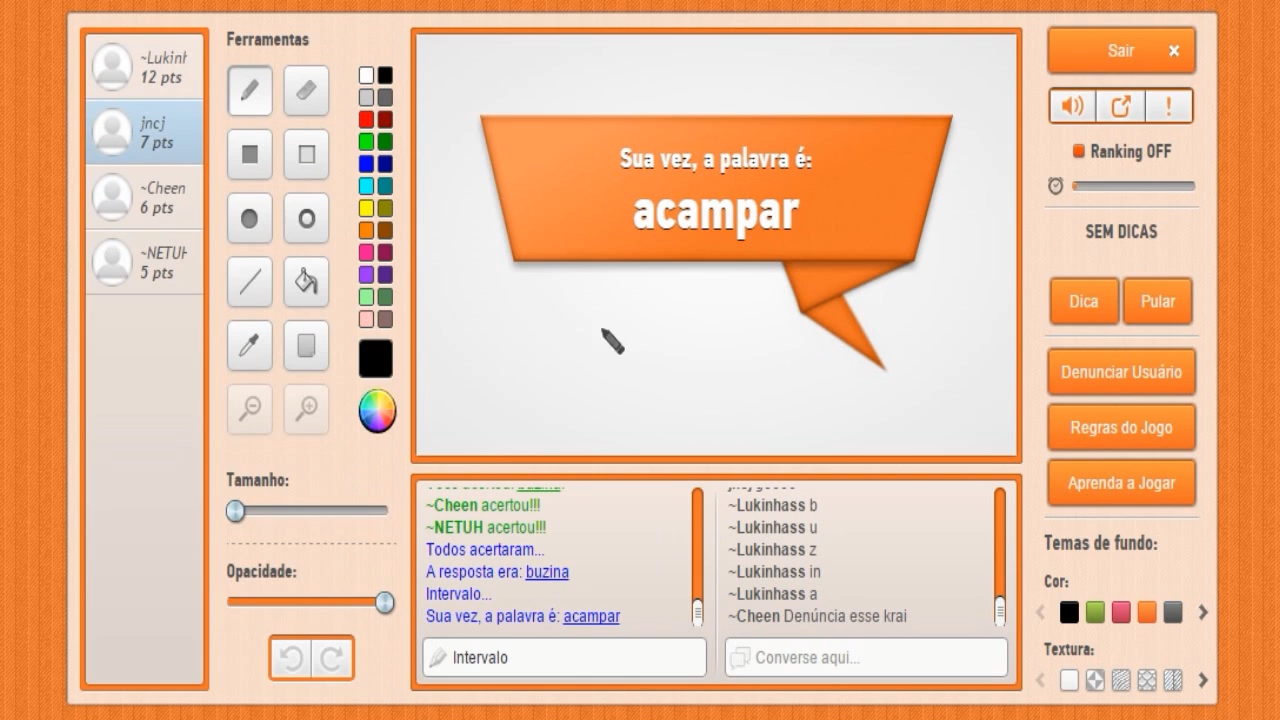 ~Lukinh
12 pts
jncj
7 pts
~Cheen
6 pts
~NETUH
5 pts
Ferramentas
Tamanho:
Opacidade:
Sua vez, a palavra é:
acampar
~Cheen acertou!!!
~NETUH acertou!!!
Todos acertaram...
A resposta era: buzina
Intervalo...
Sua vez, a palavra é: acampar
Intervalo
~Lukinhass b
~Lukinhass u
~Lukinhass z
~Lukinhass in
~Lukinhass a
~Cheen Denúncia esse krai
Converse aqui...
Sair ×
!
Ranking OFF
SEM DICAS
Dica
Pular
Denunciar Usuário
Regras do Jogo
Aprenda a Jogar
Temas de fundo:
Cor:
Textura: